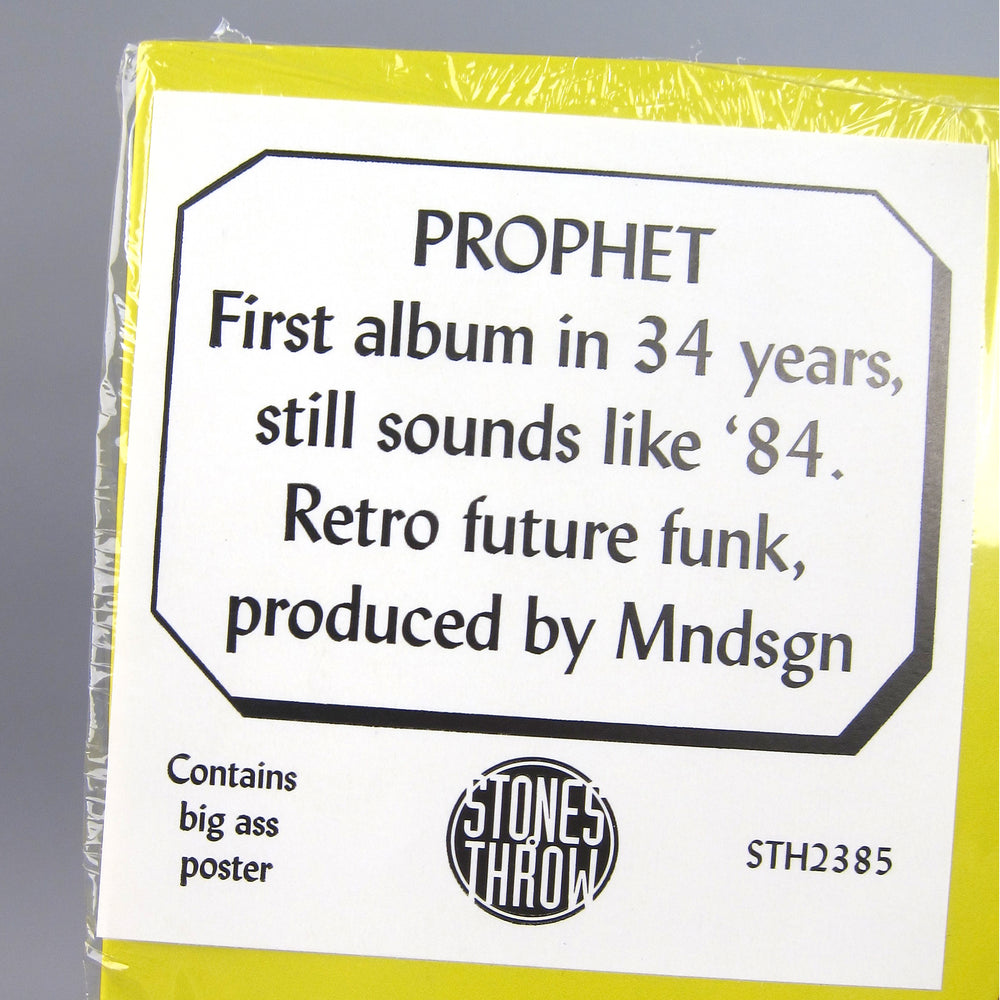 PROPHET
First album in 34 years,
still sounds like ‘84.
Retro future funk,
produced by Mndsgn
Contains
big ass
poster
STONES
THROW
STH2385